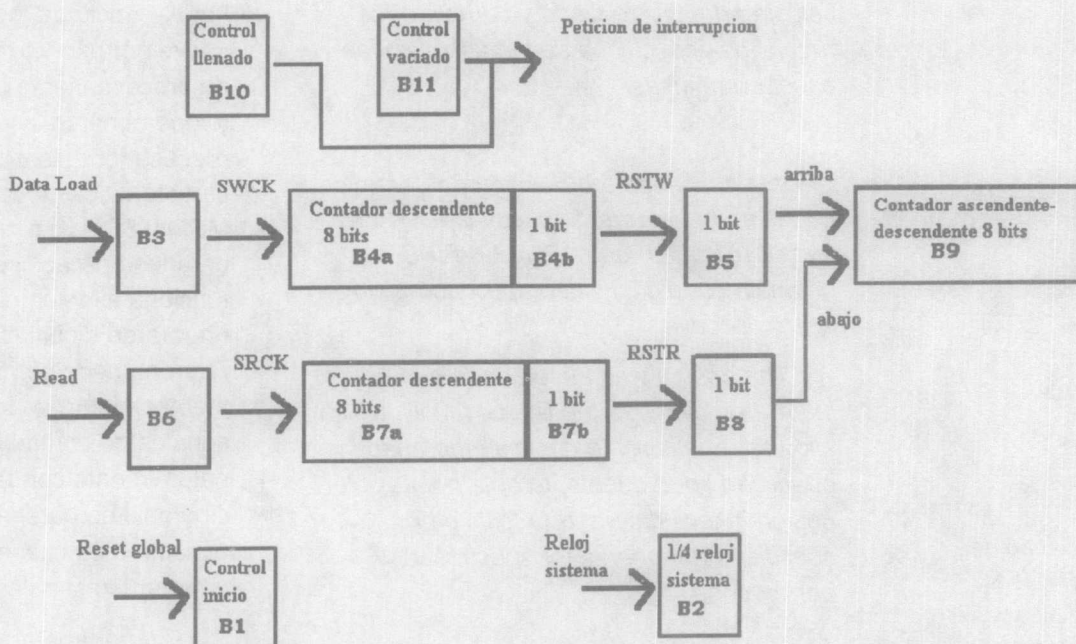 Control
llenado
B10
Control
vaciado
B11
Peticion de interrupcion
Data Load
B3
SWCK
Contador descendente
8 bits
B4a
1 bit
B4b
RSTW
1 bit
B5
arriba
Contador ascendente-
descendente 8 bits
B9
abajo
Read
B6
SRCK
Contador descendente
8 bits
B7a
1 bit
B7b
RSTR
1 bit
B8
Reset global
Control
inicio
B1
Reloj
sistema
1/4 reloj
sistema
B2